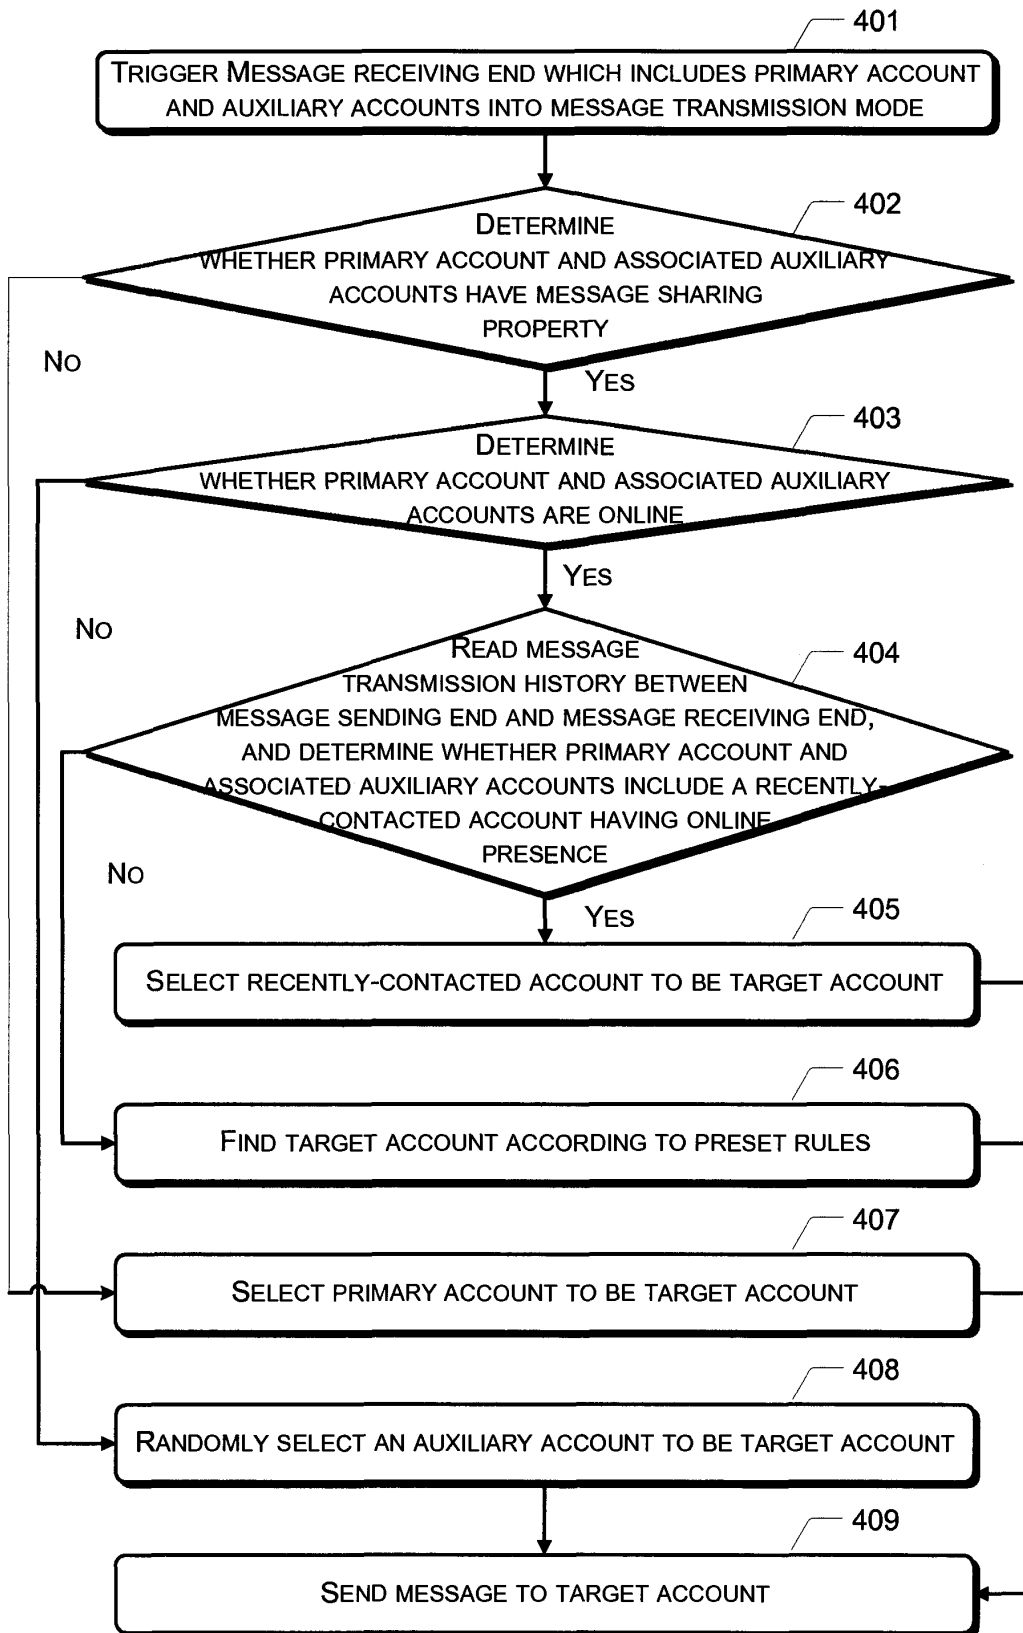 401
TRIGGER MESSAGE RECEIVING END WHICH INCLUDES PRIMARY ACCOUNT
AND AUXILIARY ACCOUNTS INTO MESSAGE TRANSMISSION MODE
402
DETERMINE
WHETHER PRIMARY ACCOUNT AND ASSOCIATED AUXILIARY
ACCOUNTS HAVE MESSAGE SHARING
PROPERTY
NO
YES
403
DETERMINE
WHETHER PRIMARY ACCOUNT AND ASSOCIATED AUXILIARY
ACCOUNTS ARE ONLINE
YES
NO
404
READ MESSAGE
TRANSMISSION HISTORY BETWEEN
MESSAGE SENDING END AND MESSAGE RECEIVING END,
AND DETERMINE WHETHER PRIMARY ACCOUNT AND
ASSOCIATED AUXILIARY ACCOUNTS INCLUDE A RECENTLY-
CONTACTED ACCOUNT HAVING ONLINE
PRESENCE
NO
YES
405
SELECT RECENTLY-CONTACTED ACCOUNT TO BE TARGET ACCOUNT
406
FIND TARGET ACCOUNT ACCORDING TO PRESET RULES
407
SELECT PRIMARY ACCOUNT TO BE TARGET ACCOUNT
408
RANDOMLY SELECT AN AUXILIARY ACCOUNT TO BE TARGET ACCOUNT
409
SEND MESSAGE TO TARGET ACCOUNT